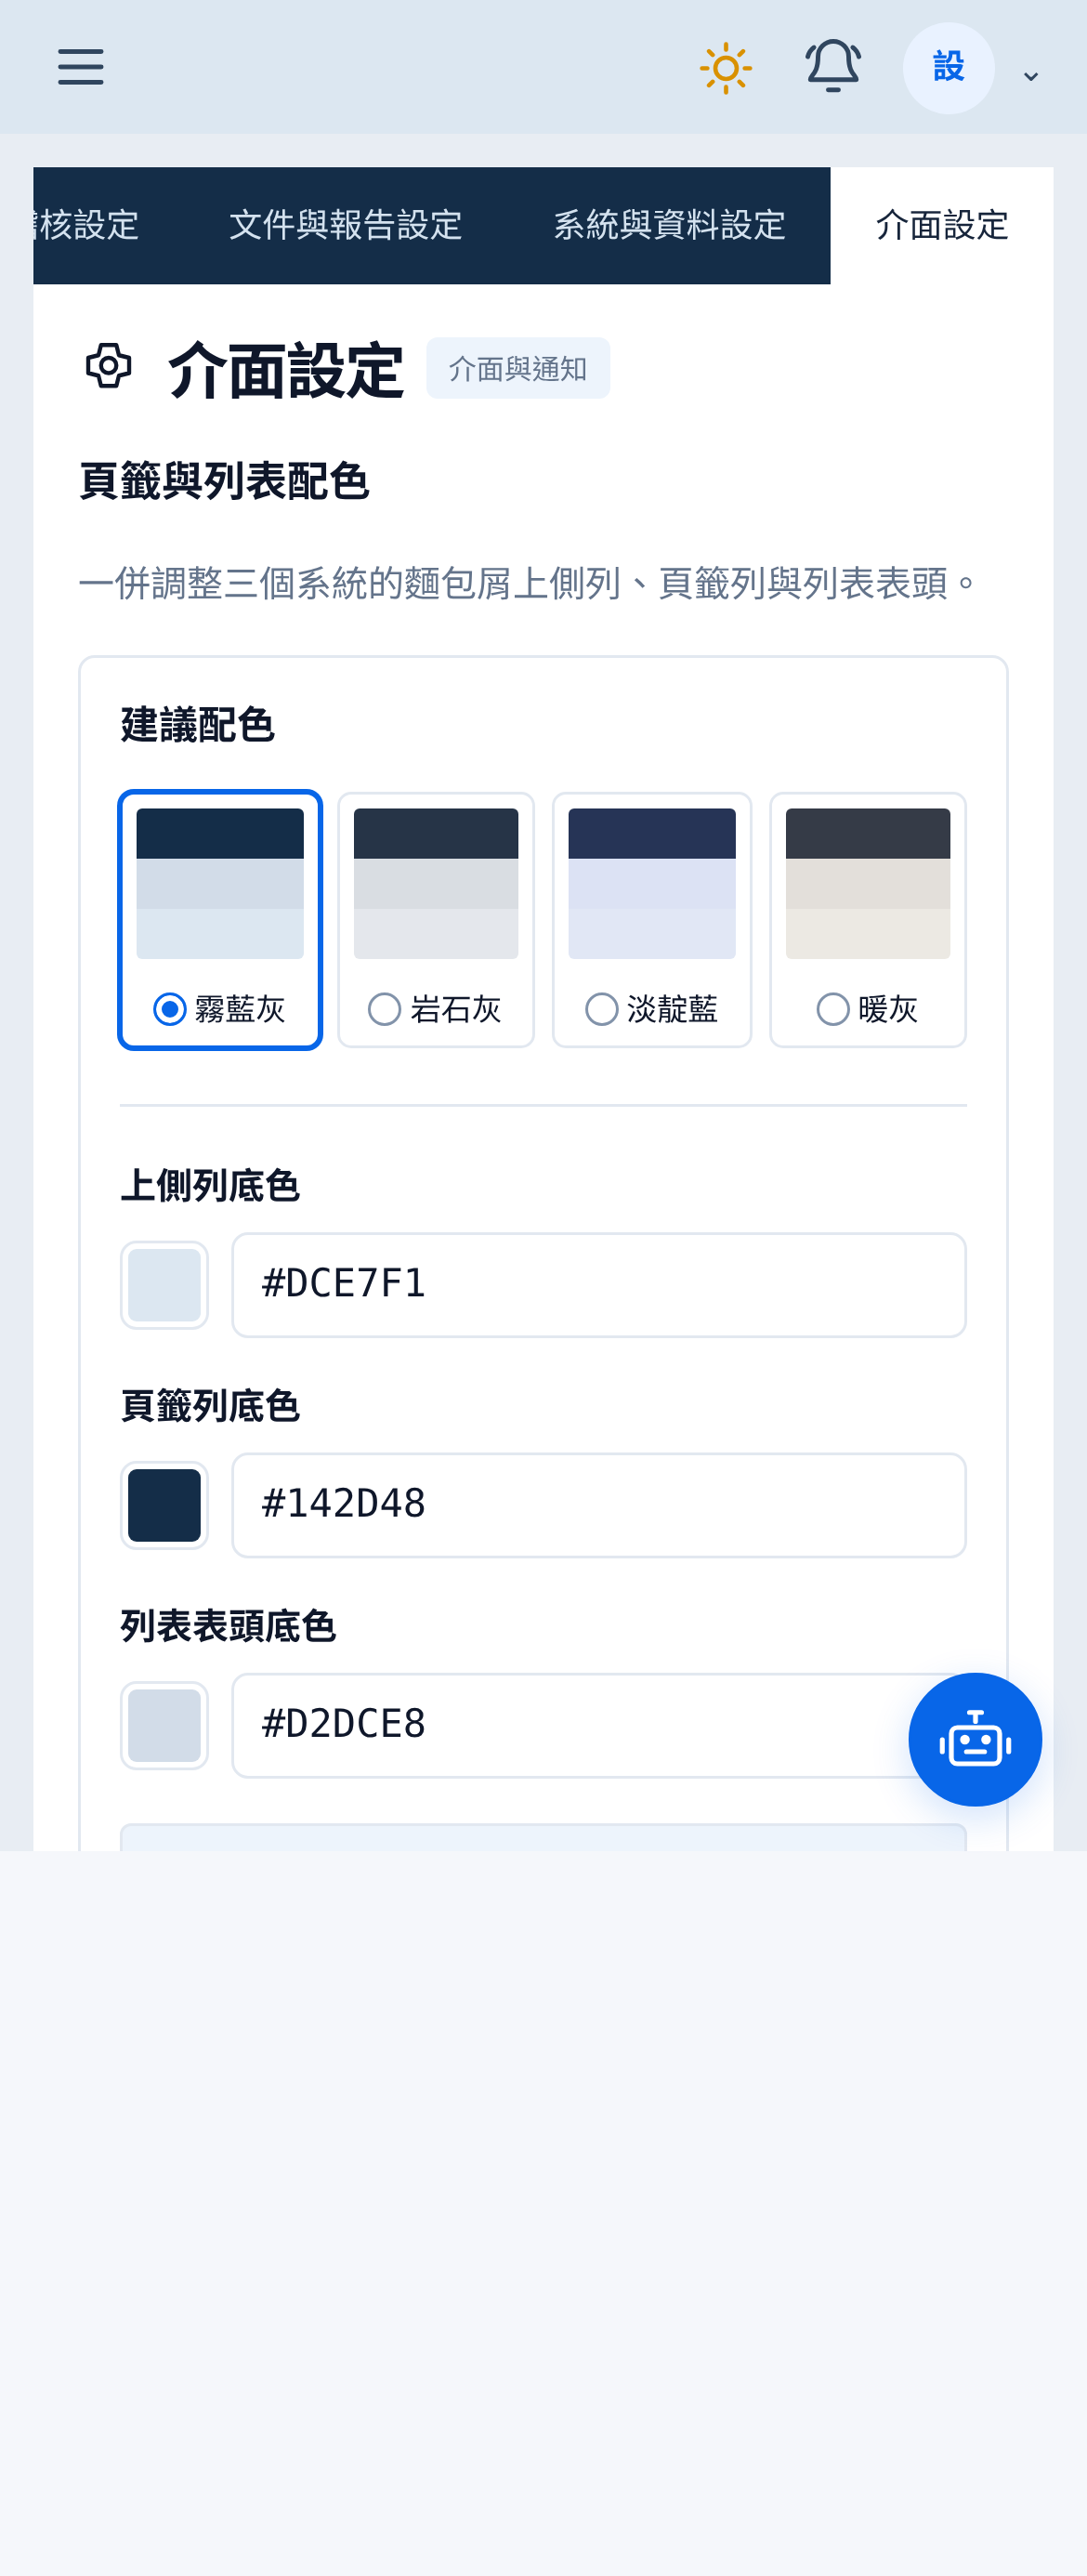 設
核設定 文件與報告設定 系統與資料設定 介面設定
介面設定 介面與通知
頁籤與列表配色
一併調整三個系統的麵包屑上側列、頁籤列與列表表頭。
建議配色
霧藍灰 岩石灰 淡靛藍 暖灰
上側列底色
#DCE7F1
頁籤列底色
#142D48
列表表頭底色
#D2DCE8